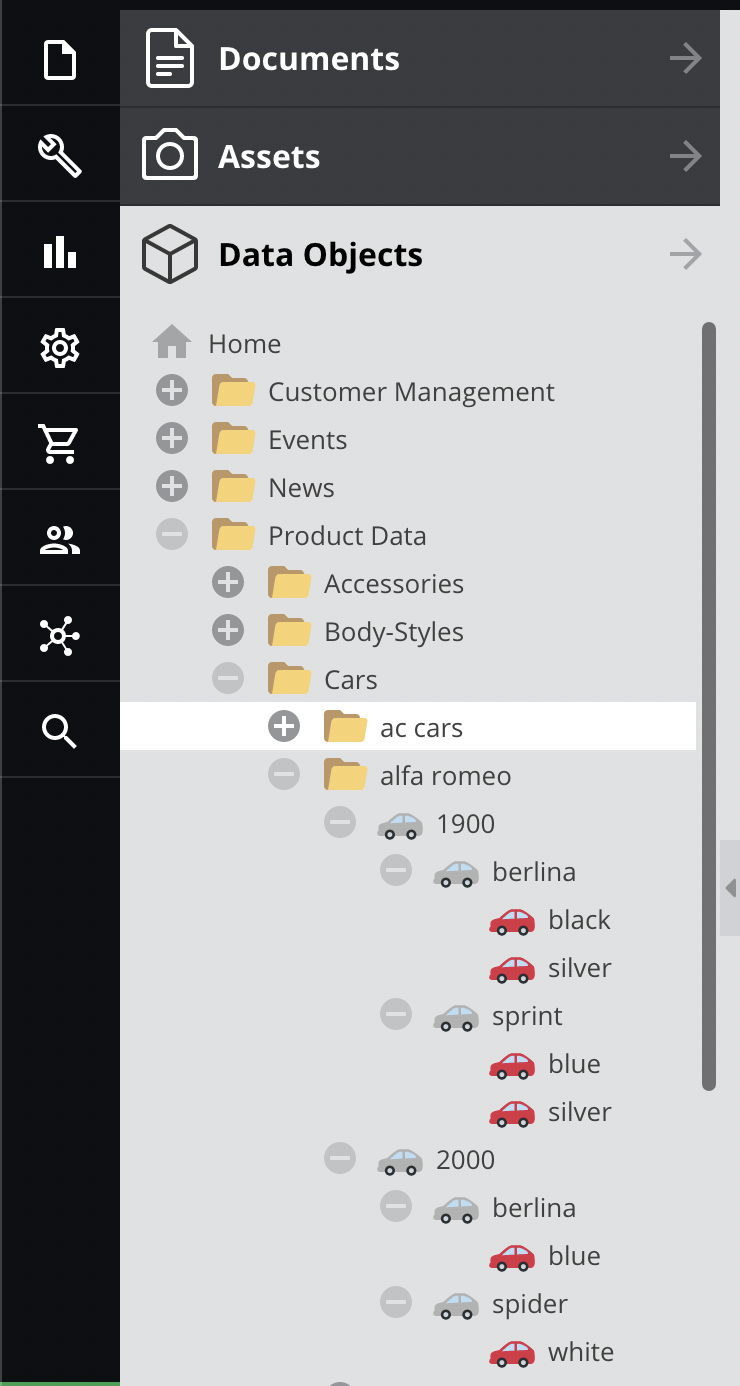 Documents
Assets
Data Objects
Home
Customer Management
Events
News
Product Data
Accessories
Body-Styles
Cars
ac cars
alfa romeo
1900
berlina
black
silver
sprint
blue
silver
2000
berlina
blue
spider
white